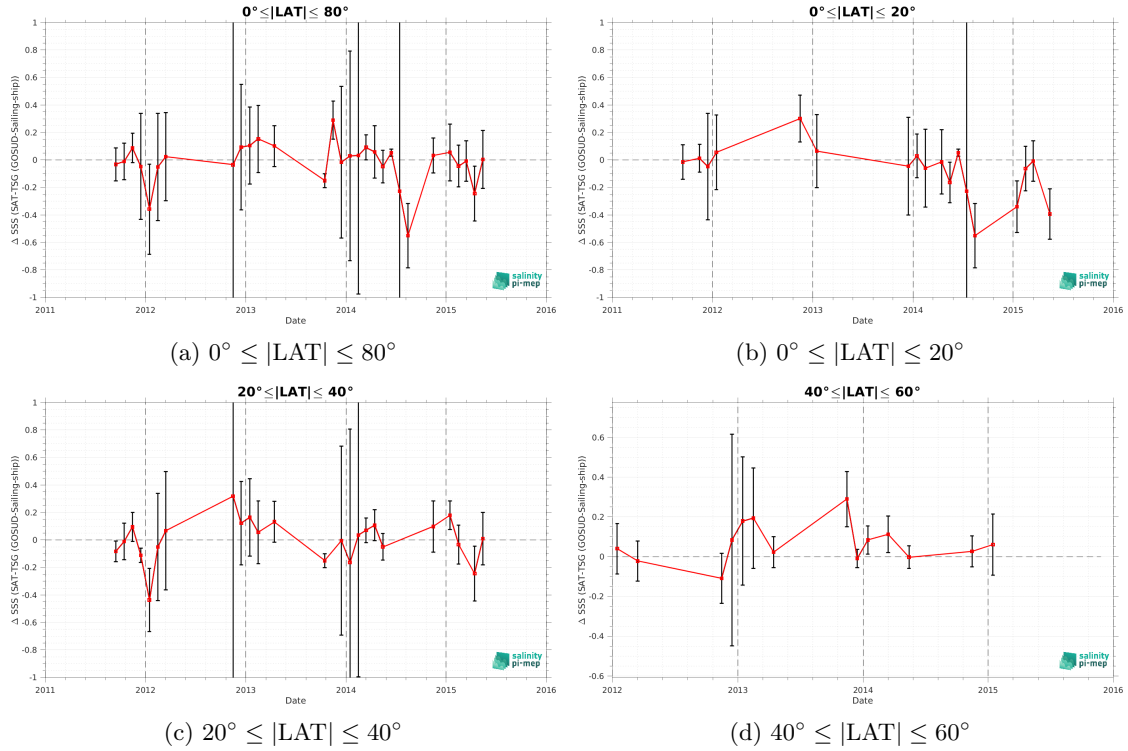 0°≤|LAT|≤ 80°
Δ SSS (SAT-TSG (GOSUD-Sailing-ship))
1
0.8
0.6
0.4
0.2
0
-0.2
-0.4
-0.6
-0.8
-1
2011
2012
2013
2014
2015
2016
Date
salinity
pi-mep
(a) 0° ≤ |LAT| ≤ 80°
0°≤|LAT|≤ 20°
Δ SSS (SAT-TSG (GOSUD-Sailing-ship))
1
0.8
0.6
0.4
0.2
0
-0.2
-0.4
-0.6
-0.8
-1
2011
2012
2013
2014
2015
2016
Date
salinity
pi-mep
(b) 0° ≤ |LAT| ≤ 20°
20°≤|LAT|≤ 40°
Δ SSS (SAT-TSG (GOSUD-Sailing-ship))
1
0.8
0.6
0.4
0.2
0
-0.2
-0.4
-0.6
-0.8
-1
2011
2012
2013
2014
2015
2016
Date
salinity
pi-mep
(c) 20° ≤ |LAT| ≤ 40°
40°≤|LAT|≤ 60°
Δ SSS (SAT-TSG (GOSUD-Sailing-ship))
0.6
0.4
0.2
0
-0.2
-0.4
-0.6
2012
2013
2014
2015
2016
Date
salinity
pi-mep
(d) 40° ≤ |LAT| ≤ 60°